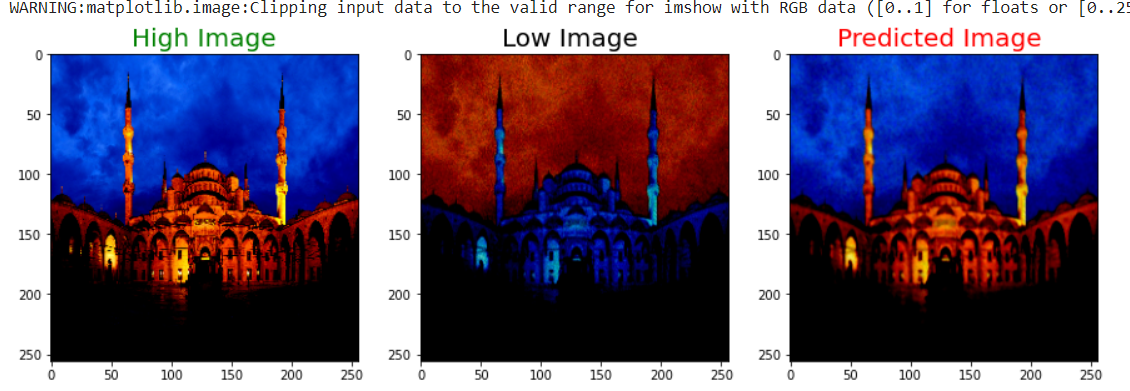 WARNING:matplotlib.image:Clipping input data to the valid range for imshow with RGB data ([0..1] for floats or [0..25
High Image Low Image Predicted Image
0 0 0
50 50 50
100 100 100
150 150 150
200 200 200
250 250 250
0 50 100 150 200 250 0 50 100 150 200 250 0 50 100 150 200 250